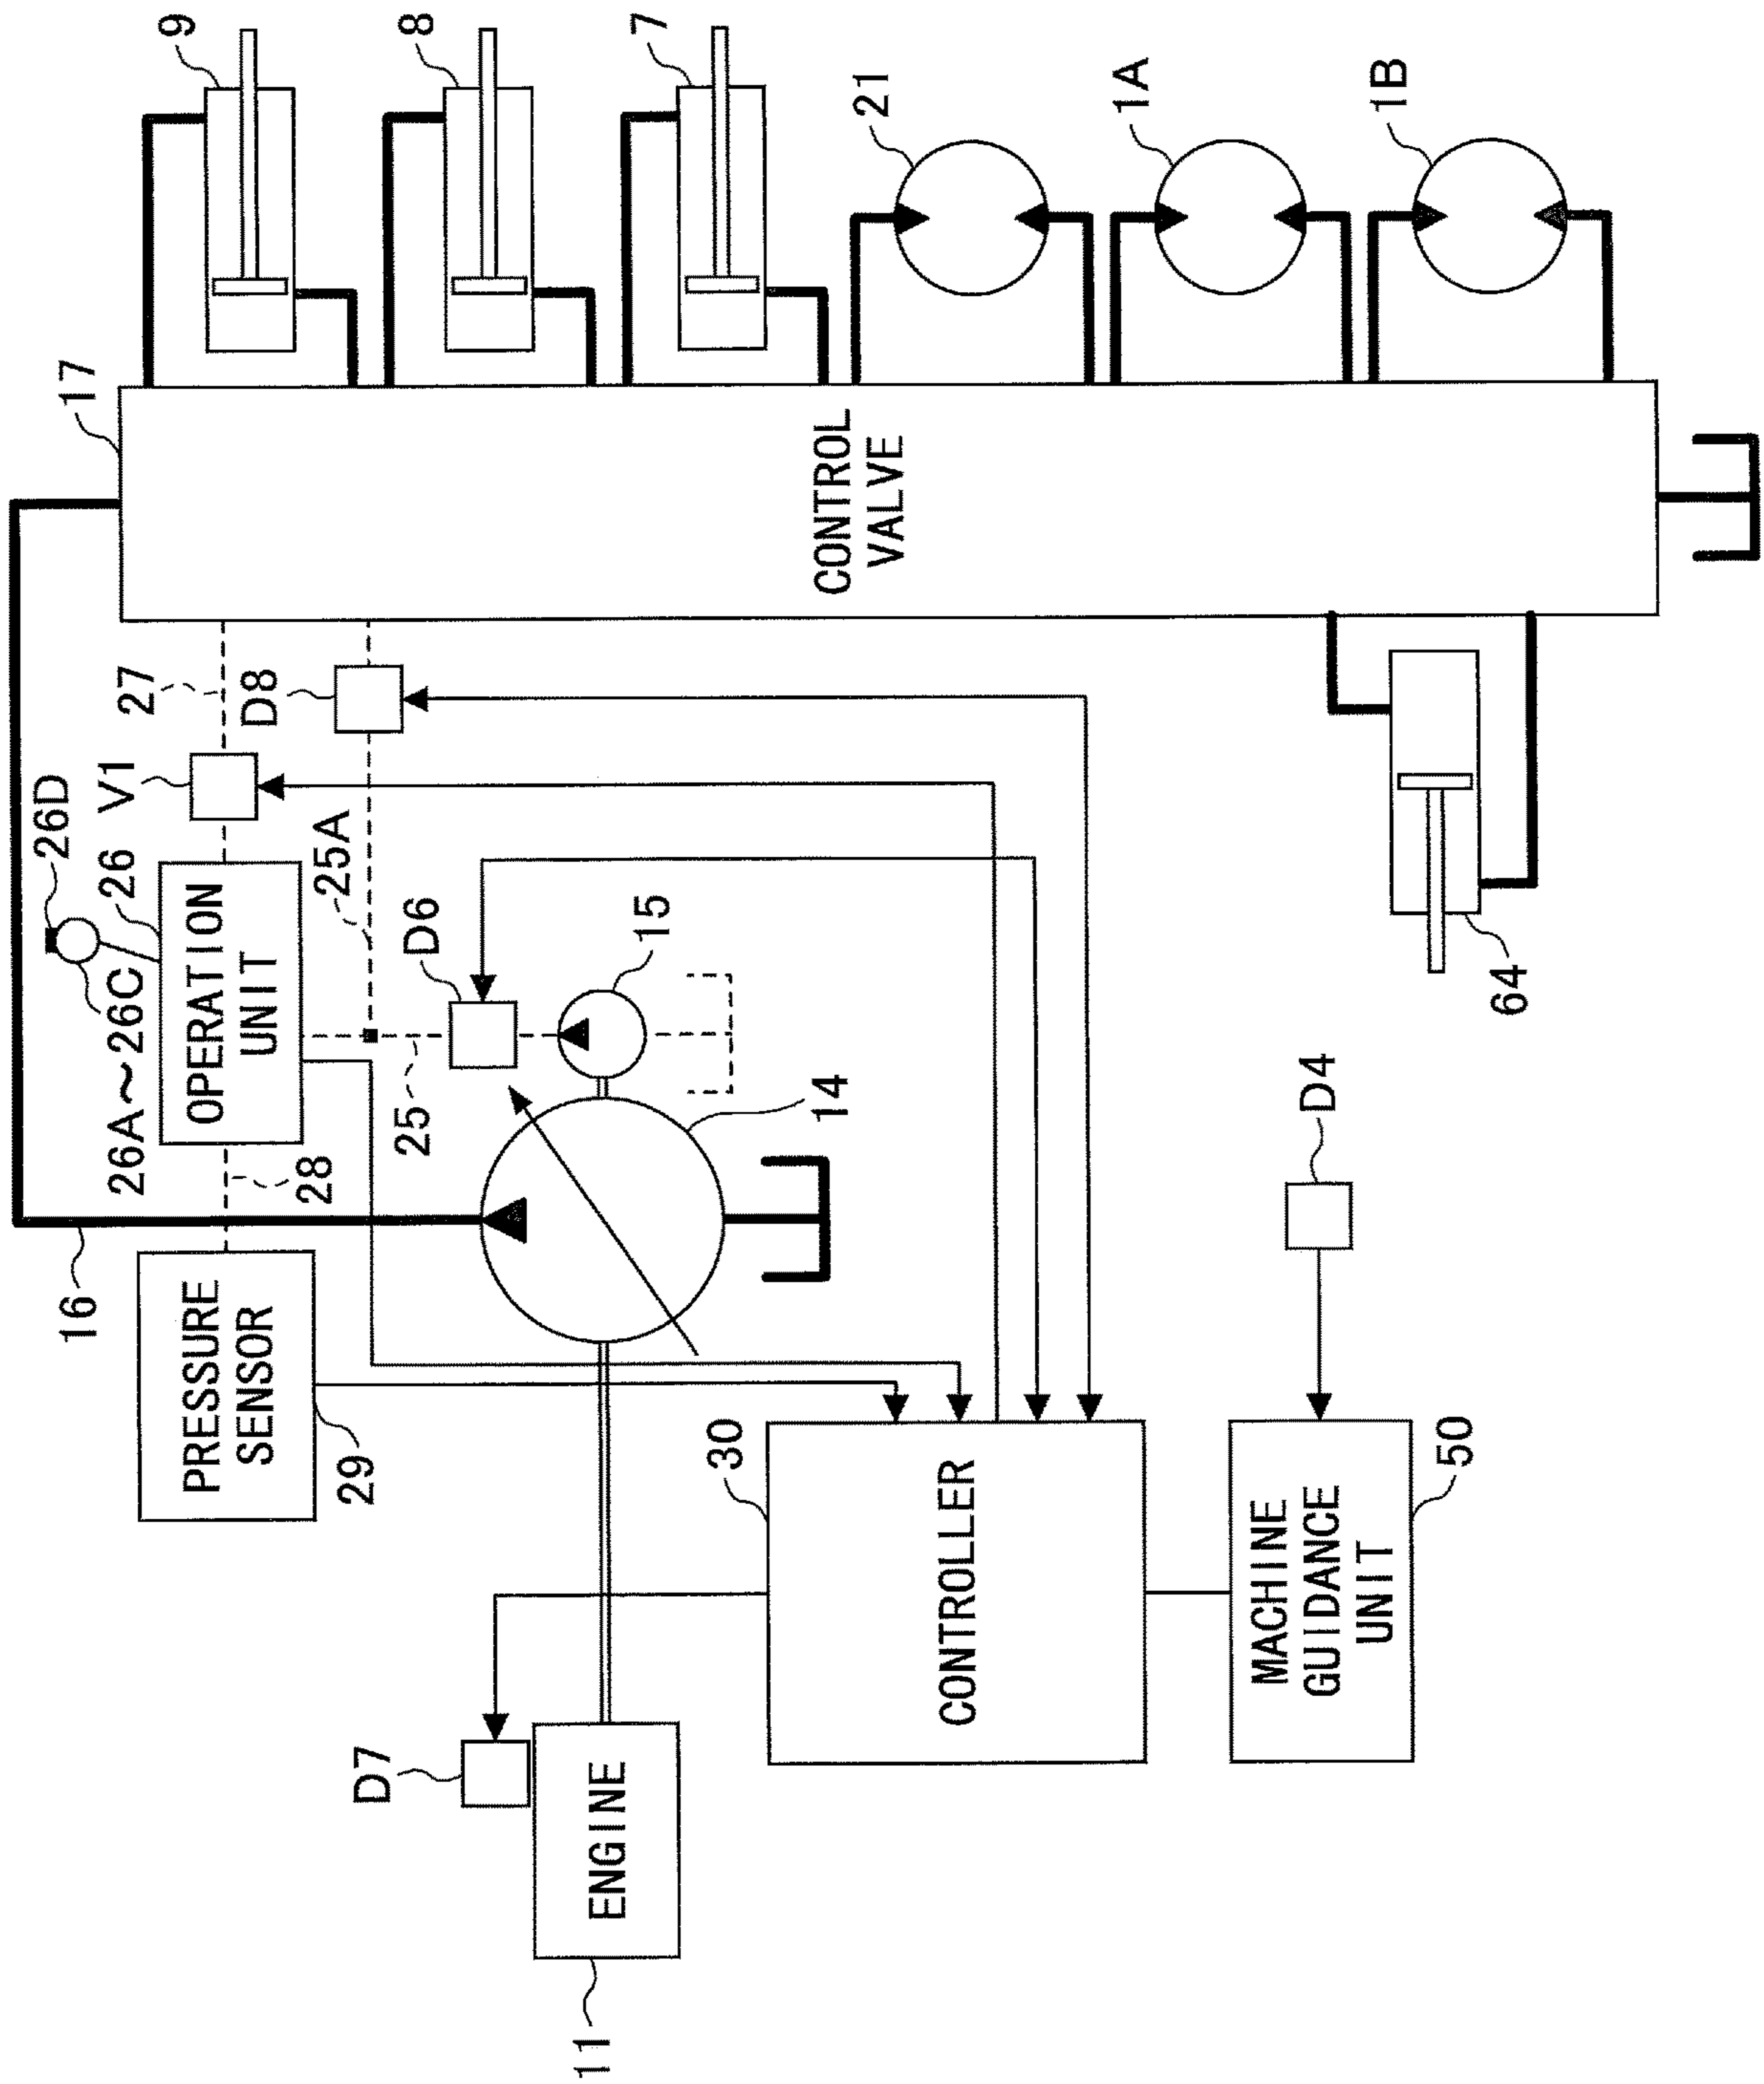 9
8
7
21
1A
1B
17
CONTROL
VALVE
27
D8
V1
26D
26
25A
26A~26C
OPERATION
UNIT
D6
15
25
14
28
16
PRESSURE
SENSOR
29
64
D4
30
CONTROLLER
MACHINE
GUIDANCE
UNIT
50
D7
ENGINE
11